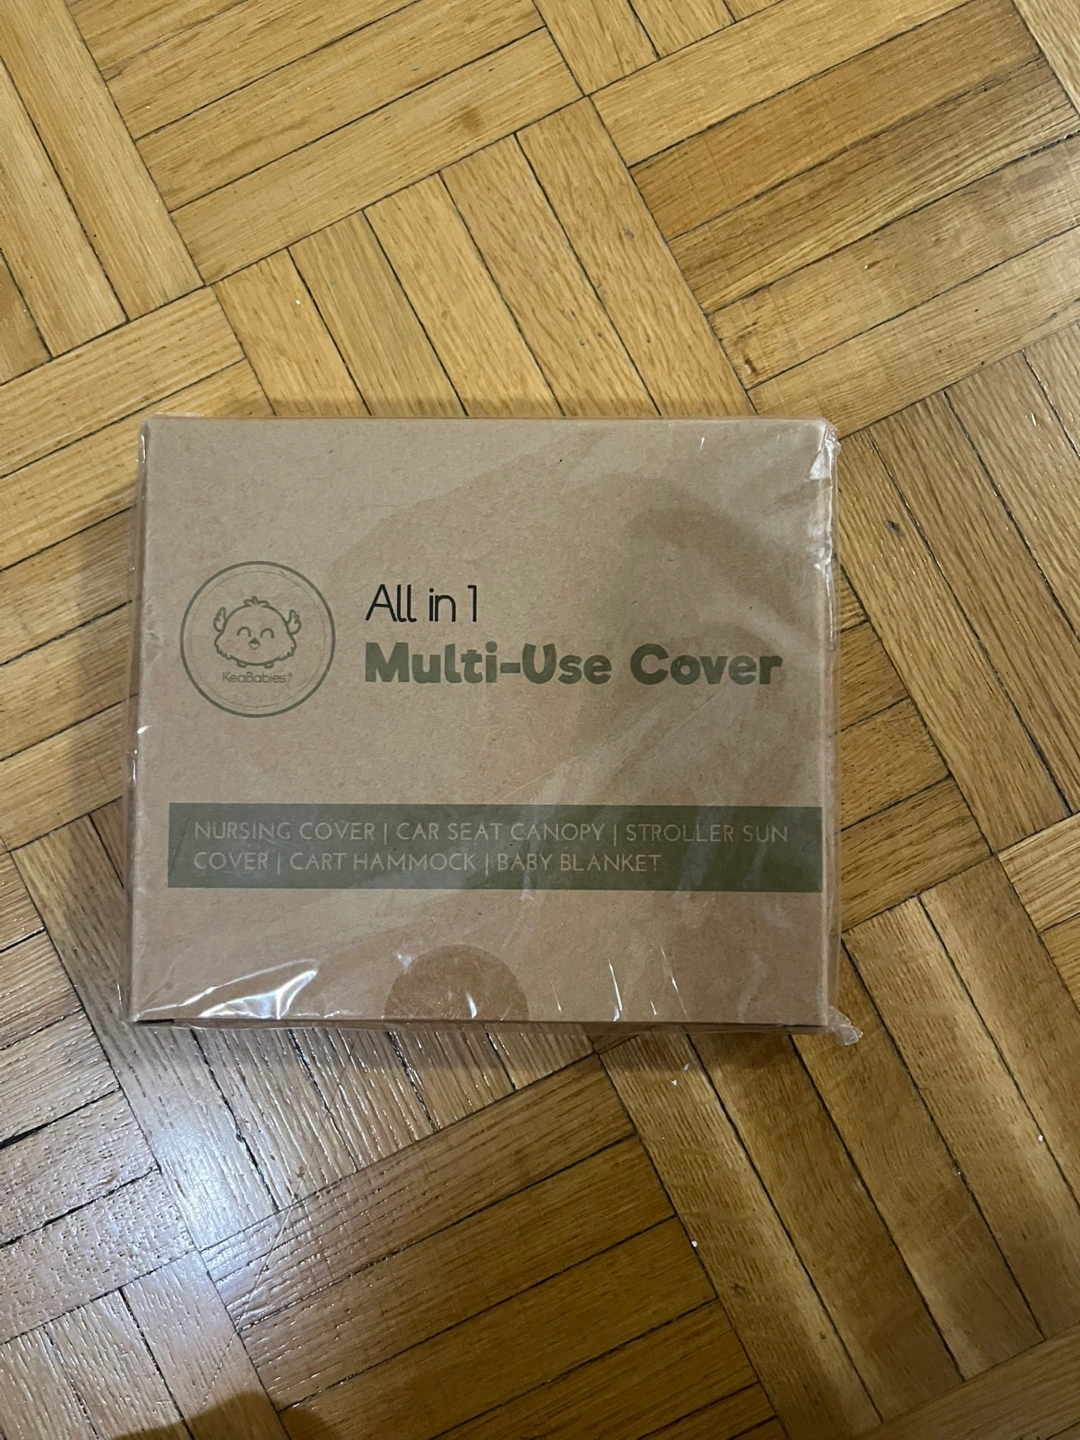 All in 1
Multi-Use Cover
KeaBabies
NURSING COVER | CAR SEAT CANOPY | STROLLER SUN
COVER | CART HAMMOCK | BABY BLANKET